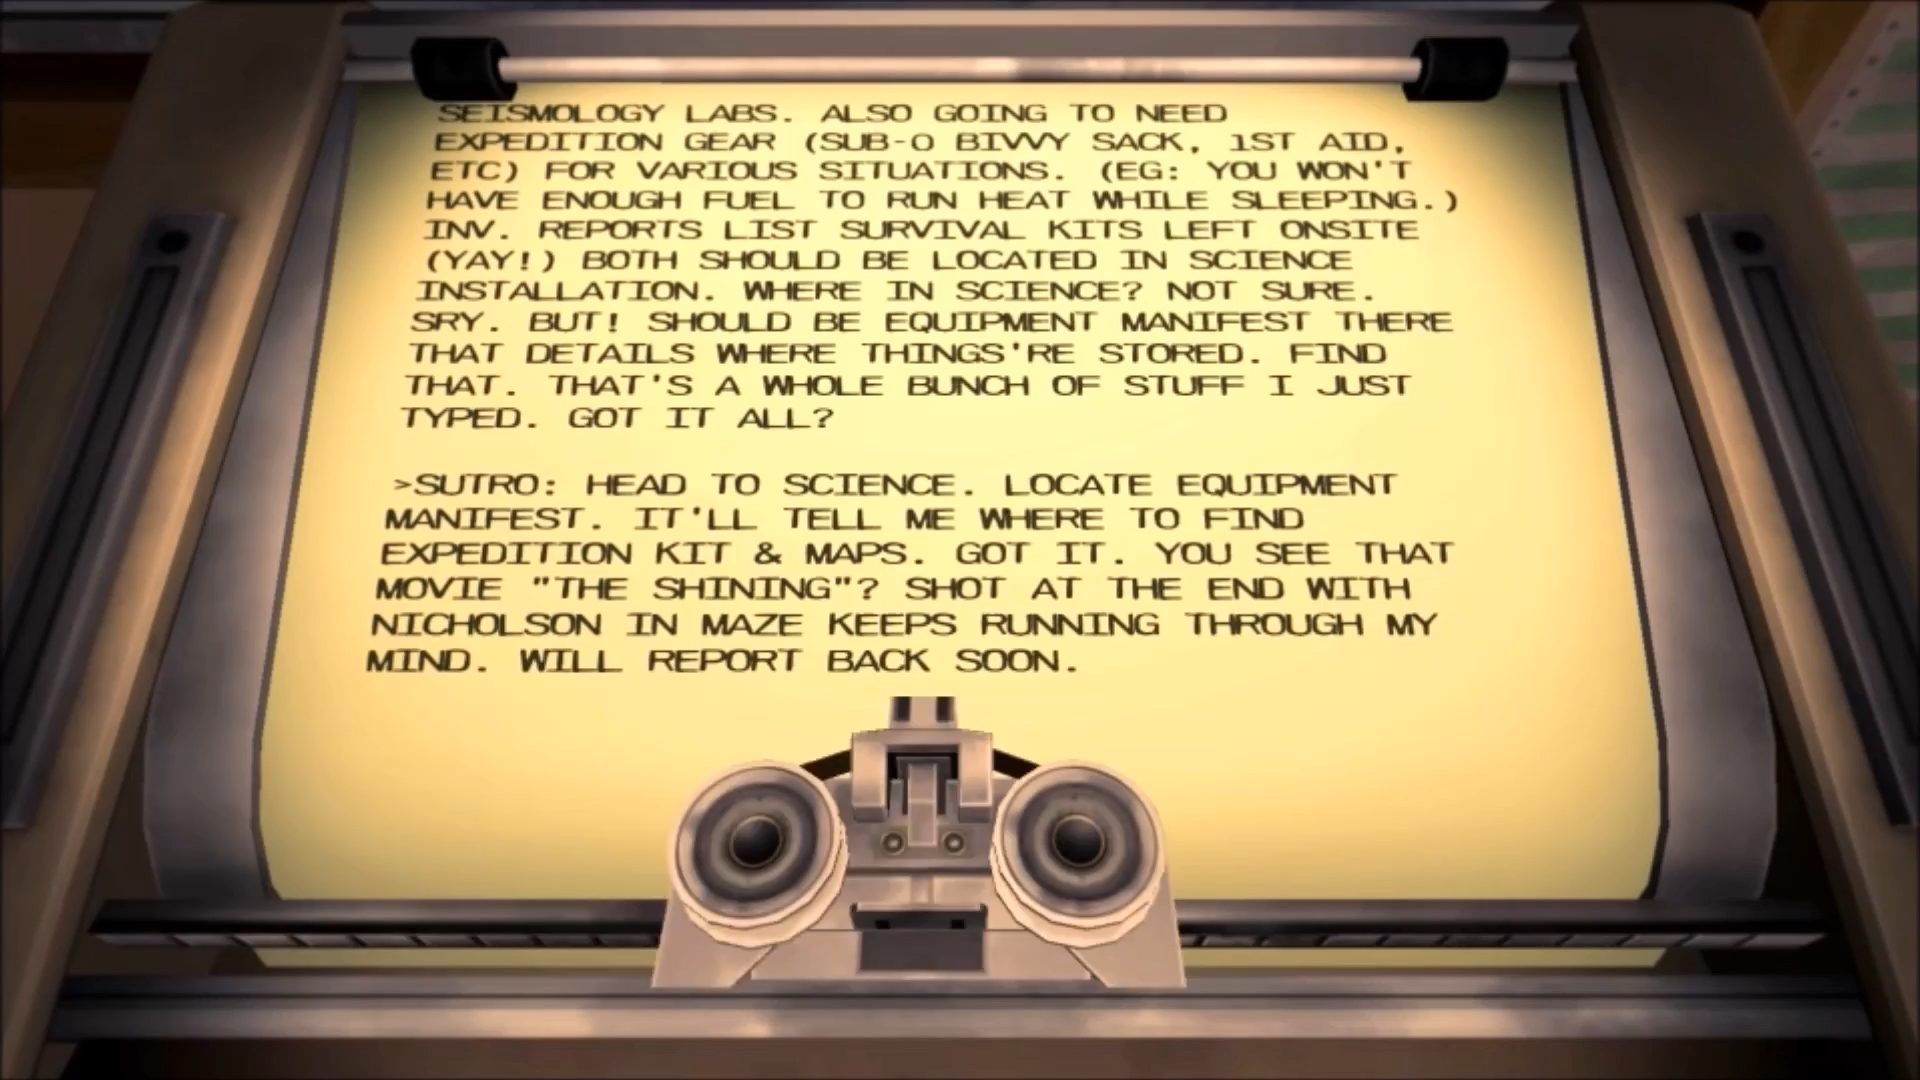 SEISMOLOGY LABS. ALSO GOING TO NEED
EXPEDITION GEAR (SUB-0 BIVVY SACK, 1ST AID,
ETC) FOR VARIOUS SITUATIONS. (EG: YOU WON'T
HAVE ENOUGH FUEL TO RUN HEAT WHILE SLEEPING.)
INV. REPORTS LIST SURVIVAL KITS LEFT ONSITE
(YAY!) BOTH SHOULD BE LOCATED IN SCIENCE
INSTALLATION. WHERE IN SCIENCE? NOT SURE.
SRY. BUT! SHOULD BE EQUIPMENT MANIFEST THERE
THAT DETAILS WHERE THINGS'RE STORED. FIND
THAT. THAT'S A WHOLE BUNCH OF STUFF I JUST
TYPED. GOT IT ALL?
>SUTRO: HEAD TO SCIENCE. LOCATE EQUIPMENT
MANIFEST. IT'LL TELL ME WHERE TO FIND
EXPEDITION KIT & MAPS. GOT IT. YOU SEE THAT
MOVIE "THE SHINING"? SHOT AT THE END WITH
NICHOLSON IN MAZE KEEPS RUNNING THROUGH MY
MIND. WILL REPORT BACK SOON.